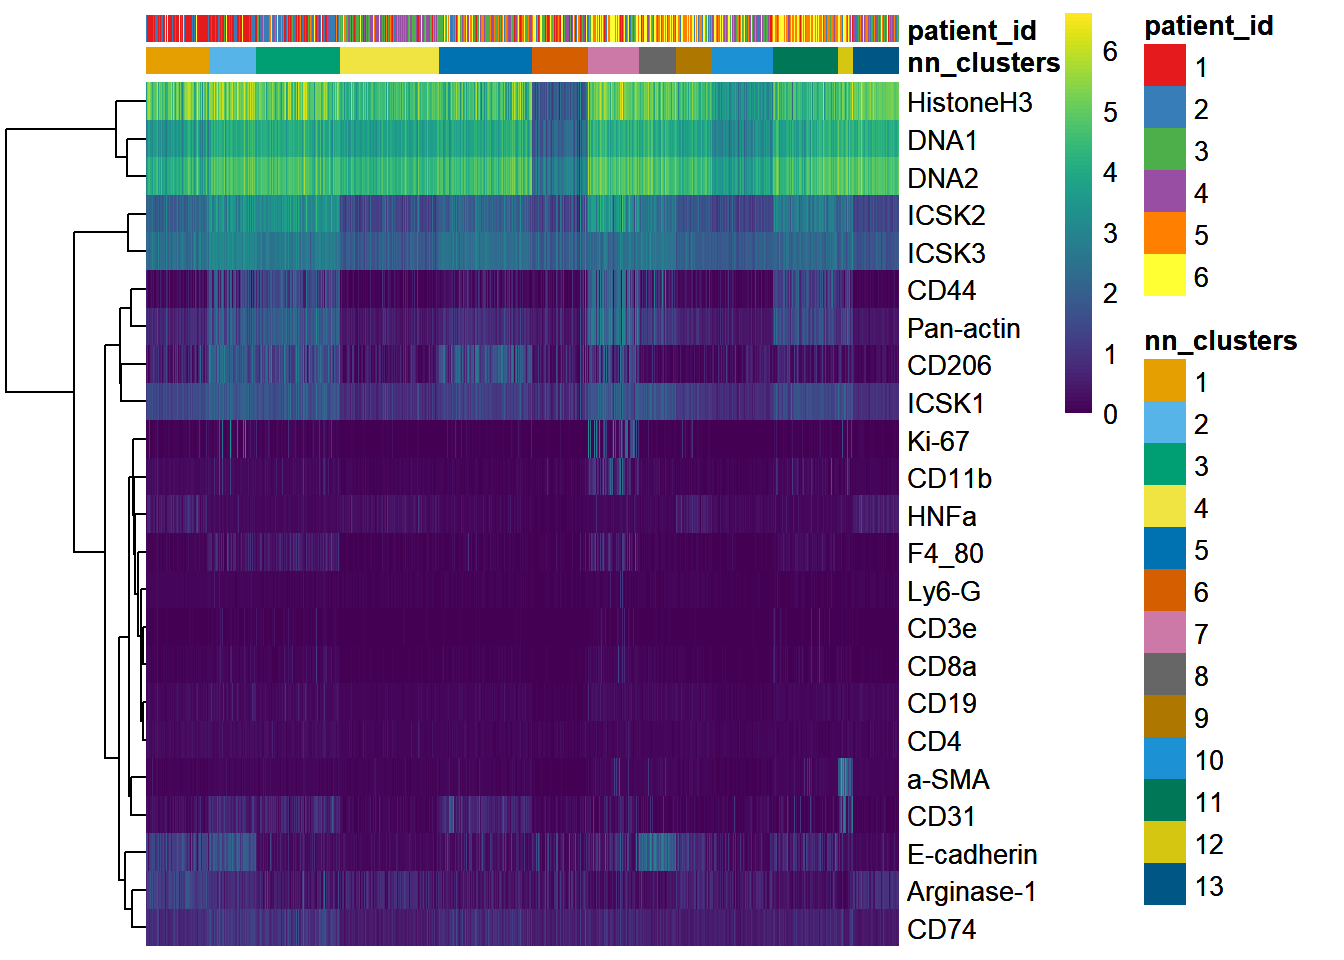 patient_id
nn_clusters
HistoneH3
DNA1
DNA2
ICSK2
ICSK3
CD44
Pan-actin
CD206
ICSK1
Ki-67
CD11b
HNFa
F4_80
Ly6-G
CD3e
CD8a
CD19
CD4
a-SMA
CD31
E-cadherin
Arginase-1
CD74
6
5
4
3
2
1
0
patient_id
1
2
3
4
5
6
nn_clusters
1
2
3
4
5
6
7
8
9
10
11
12
13